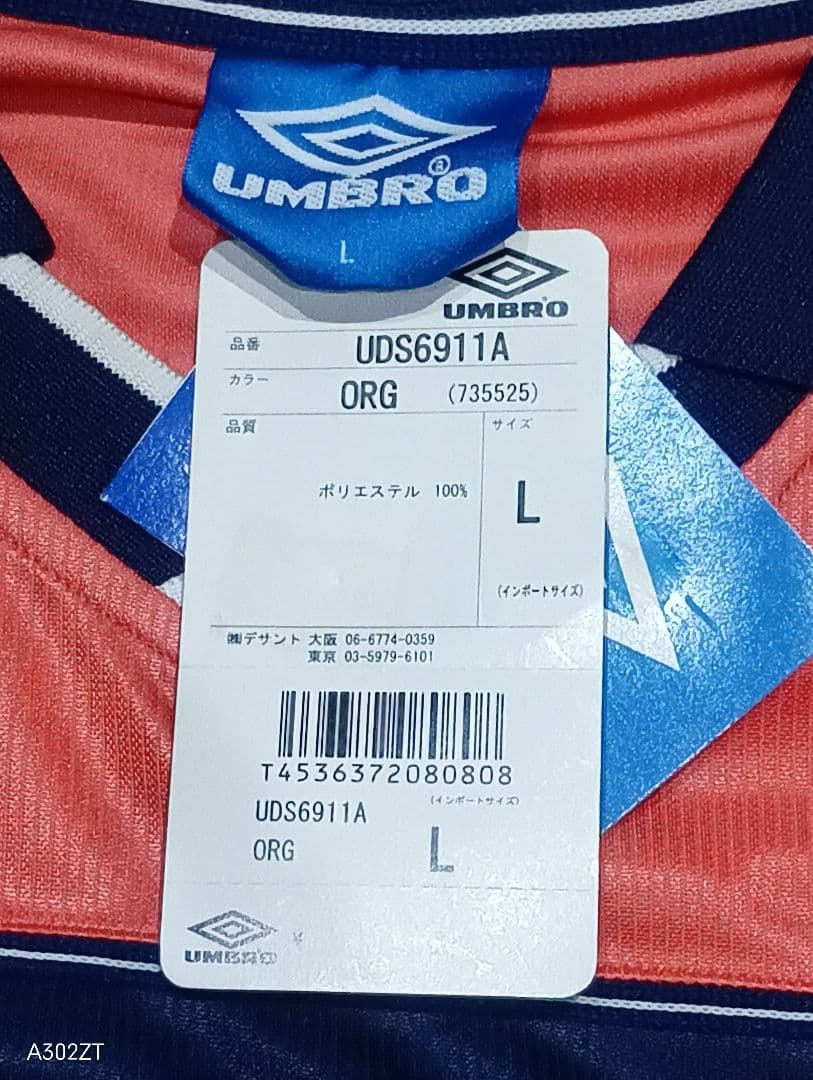 UMBRO®
L
UMBRO®
品番 UDS6911A
カラー ORG (735525)
品質 サイズ
ポリエステル 100%
L
(インポートサイズ)
㈱デサント 大阪 06-6774-0359
東京 03-5979-6101
T4536372080808
UDS6911A (インポートサイズ)
ORG L
UMBRO ¥
A302ZT